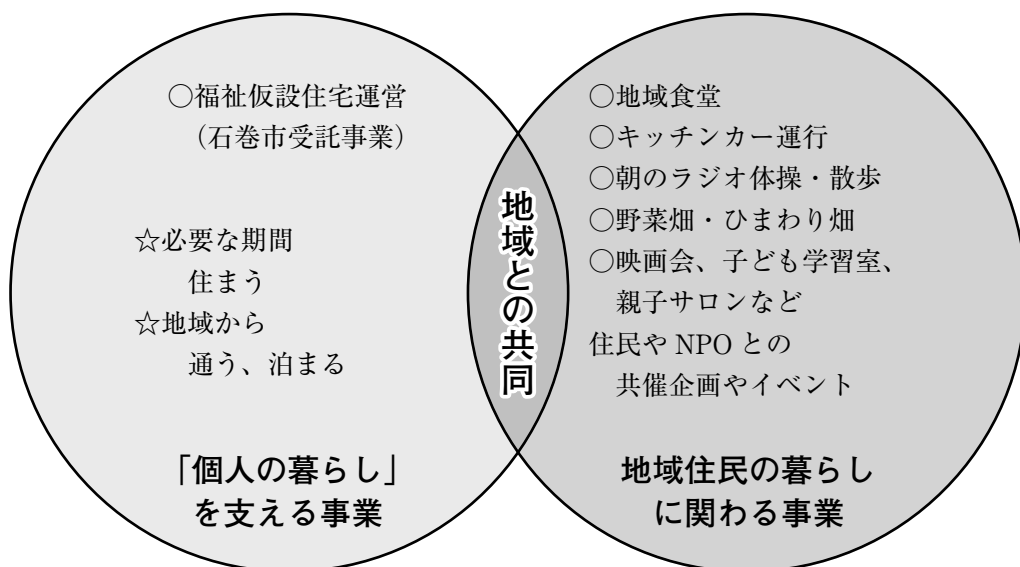 ○福祉仮設住宅運営
（石巻市受託事業）
☆必要な期間
住まう
☆地域から
通う、泊まる
「個人の暮らし」
を支える事業
地域との共同
○地域食堂
○キッチンカー運行
○朝のラジオ体操・散歩
○野菜畑・ひまわり畑
○映画会、子ども学習室、
親子サロンなど
住民や NPO との
共催企画やイベント
地域住民の暮らし
に関わる事業